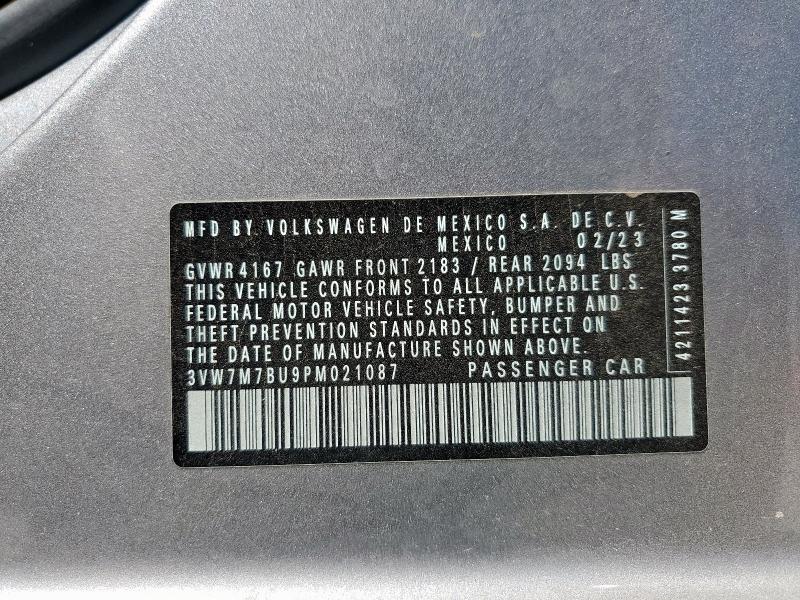 MFD BY. VOLKSWAGEN DE MEXICO S.A. DE C.V.
MEXICO 02/23
GVWR 4167 GAWR FRONT 2183 / REAR 2094 LBS
THIS VEHICLE CONFORMS TO ALL APPLICABLE U.S.
FEDERAL MOTOR VEHICLE SAFETY, BUMPER AND
THEFT PREVENTION STANDARDS IN EFFECT ON
THE DATE OF MANUFACTURE SHOWN ABOVE.
3VW7M7BU9PM021087 PASSENGER CAR
4211423 3780 M